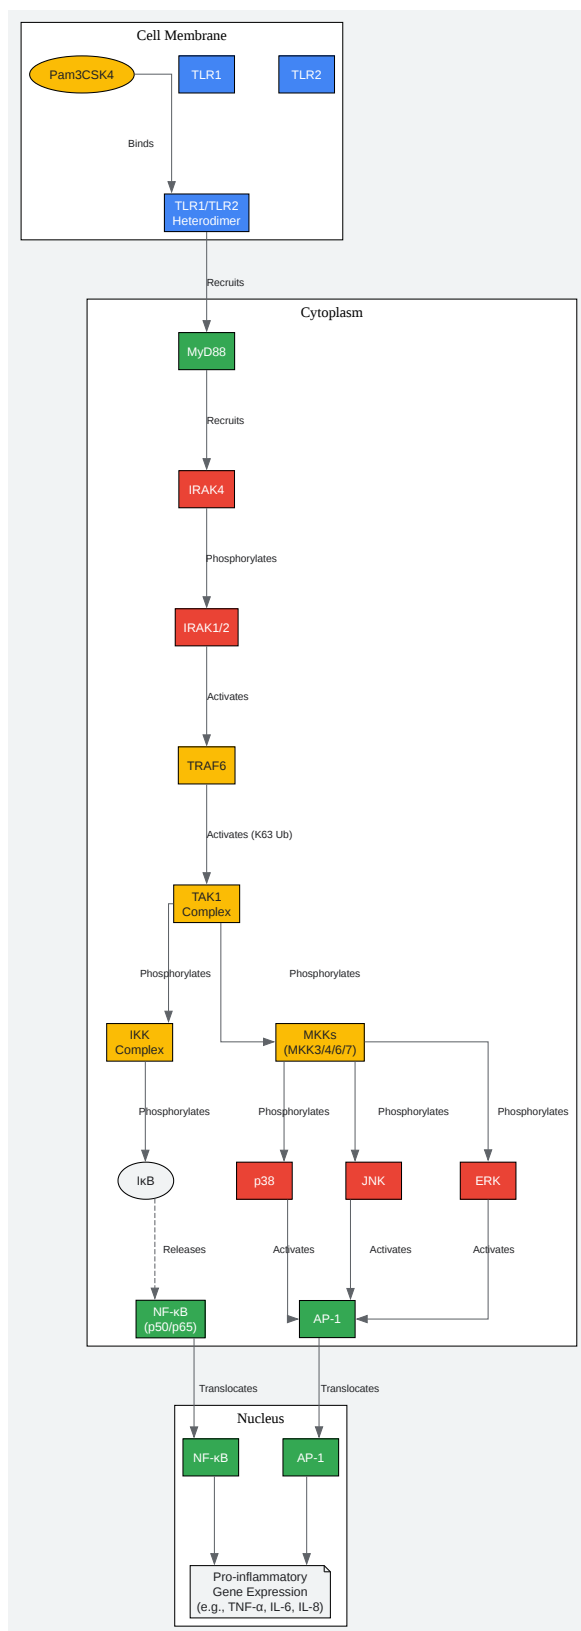 Cell Membrane
Pam3CSK4
TLR1
TLR2
Binds
TLR1/TLR2
Heterodimer
Recruits
Cytoplasm
MyD88
Recruits
IRAK4
Phosphorylates
IRAK1/2
Activates
TRAF6
Activates (K63 Ub)
TAK1
Complex
Phosphorylates
Phosphorylates
IKK
Complex
MKKs
(MKK3/4/6/7)
Phosphorylates
Phosphorylates
Phosphorylates
Phosphorylates
IκB
p38
JNK
ERK
Releases
Activates
Activates
Activates
NF-κB
(p50/p65)
AP-1
Translocates
Translocates
Nucleus
NF-κB
AP-1
Pro-inflammatory
Gene Expression
(e.g., TNF-α, IL-6, IL-8)